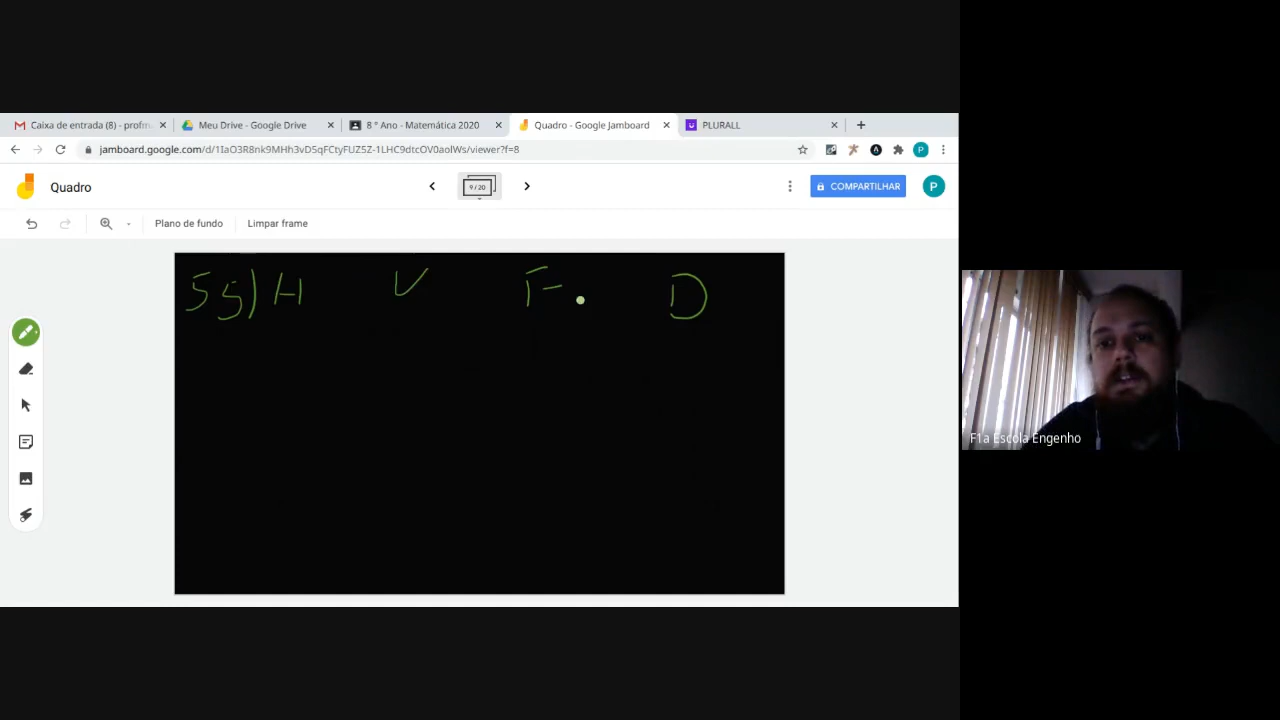 Caixa de entrada (8) - profm
Meu Drive - Google Drive
8 º Ano - Matemática 2020
Quadro - Google Jamboard
PLURALL
jamboard.google.com/d/1IaO3R8nk9MHh3vD5qFCtyFUZ5Z-1LHC9dtcOV0aolWs/viewer?f=8
Quadro
9 / 20
COMPARTILHAR
P
Plano de fundo
Limpar frame
55) H V F D
F1a Escola Engenho